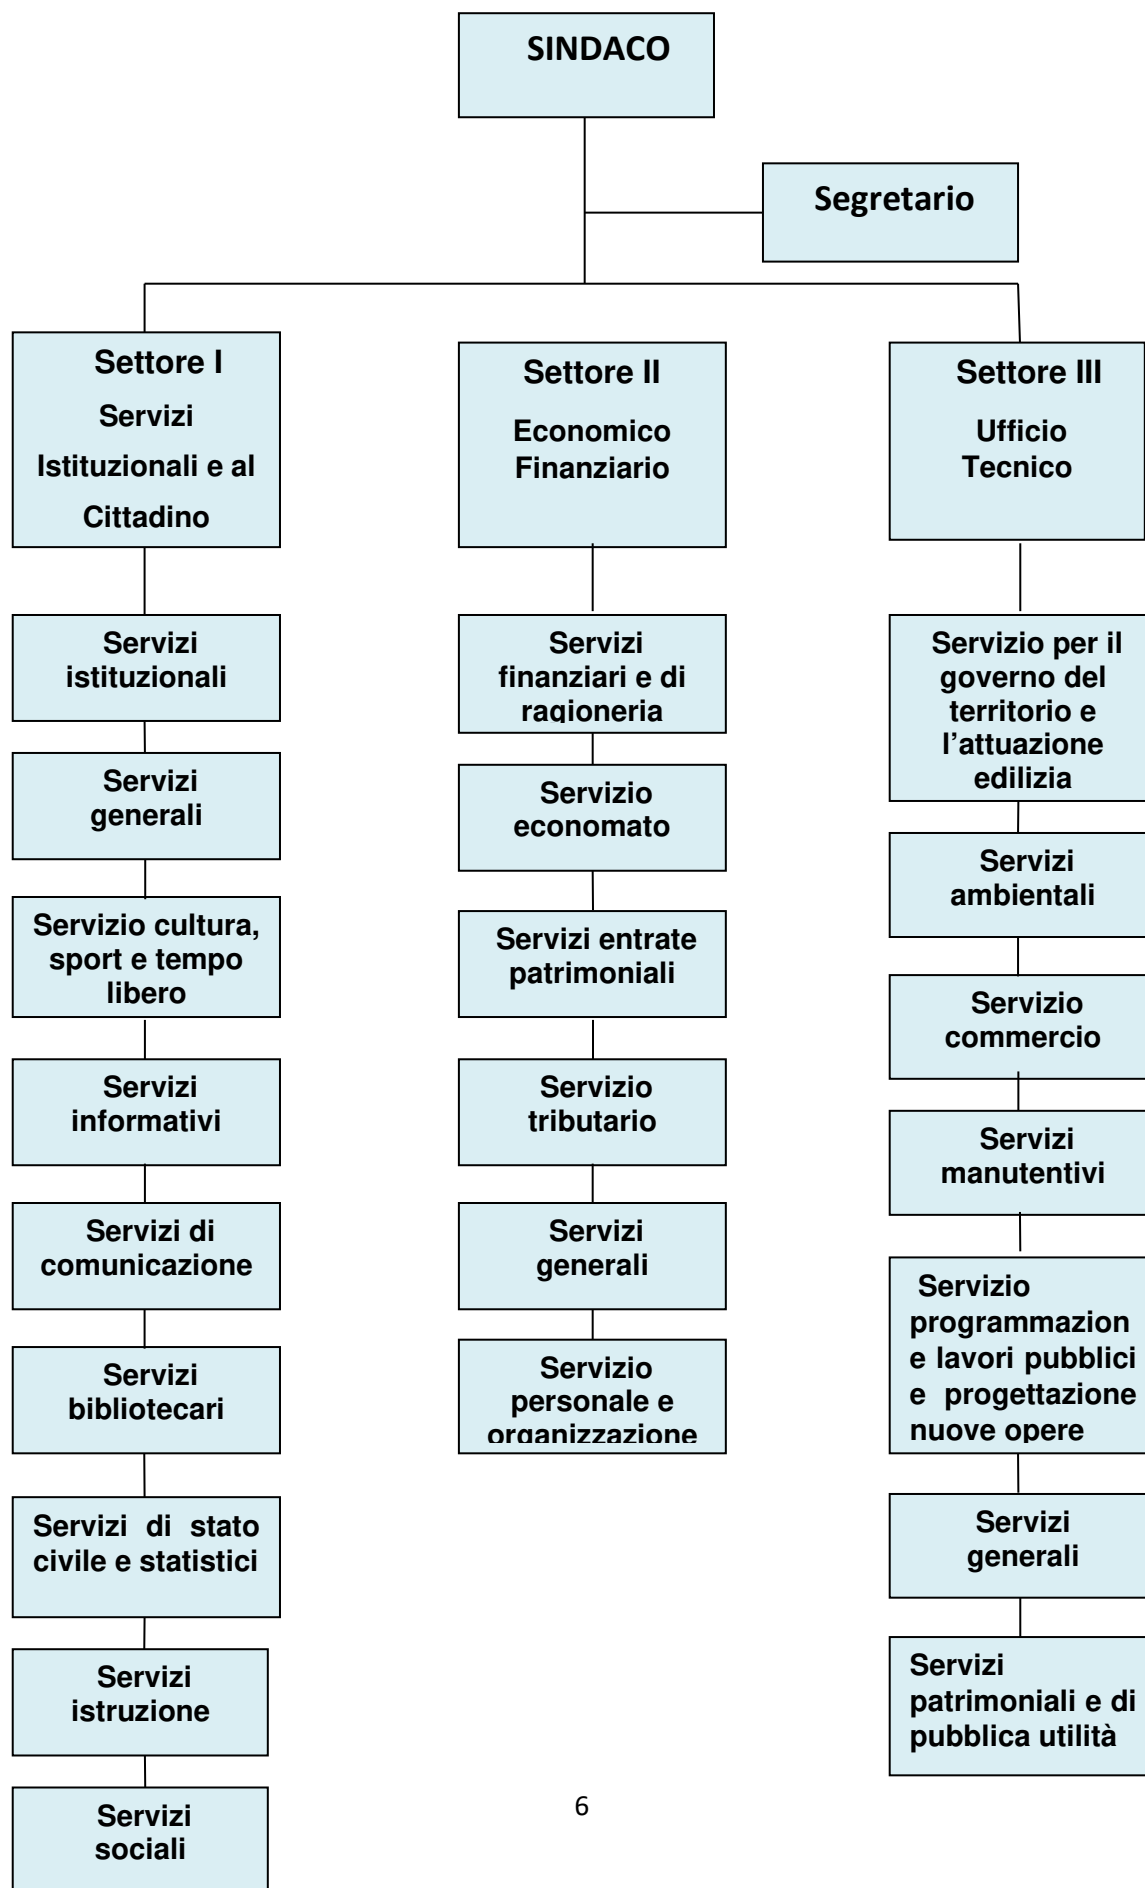 SINDACO
Segretario
Settore I
Servizi
Istituzionali e al
Cittadino
Servizi
istituzionali
Servizi
generali
Servizio cultura,
sport e tempo
libero
Servizi
informativi
Servizi di
comunicazione
Servizi
bibliotecari
Servizi di stato
civile e statistici
Servizi
istruzione
Servizi
sociali
Settore II
Economico
Finanziario
Servizi
finanziari e di
ragioneria
Servizio
economato
Servizi entrate
patrimoniali
Servizio
tributario
Servizi
generali
Servizio
personale e
organizzazione
Settore III
Ufficio
Tecnico
Servizio per il
governo del
territorio e
l’attuazione
edilizia
Servizi
ambientali
Servizio
commercio
Servizi
manutentivi
Servizio
programmazion
e lavori pubblici
e progettazione
nuove opere
Servizi
generali
Servizi
patrimoniali e di
pubblica utilità
6